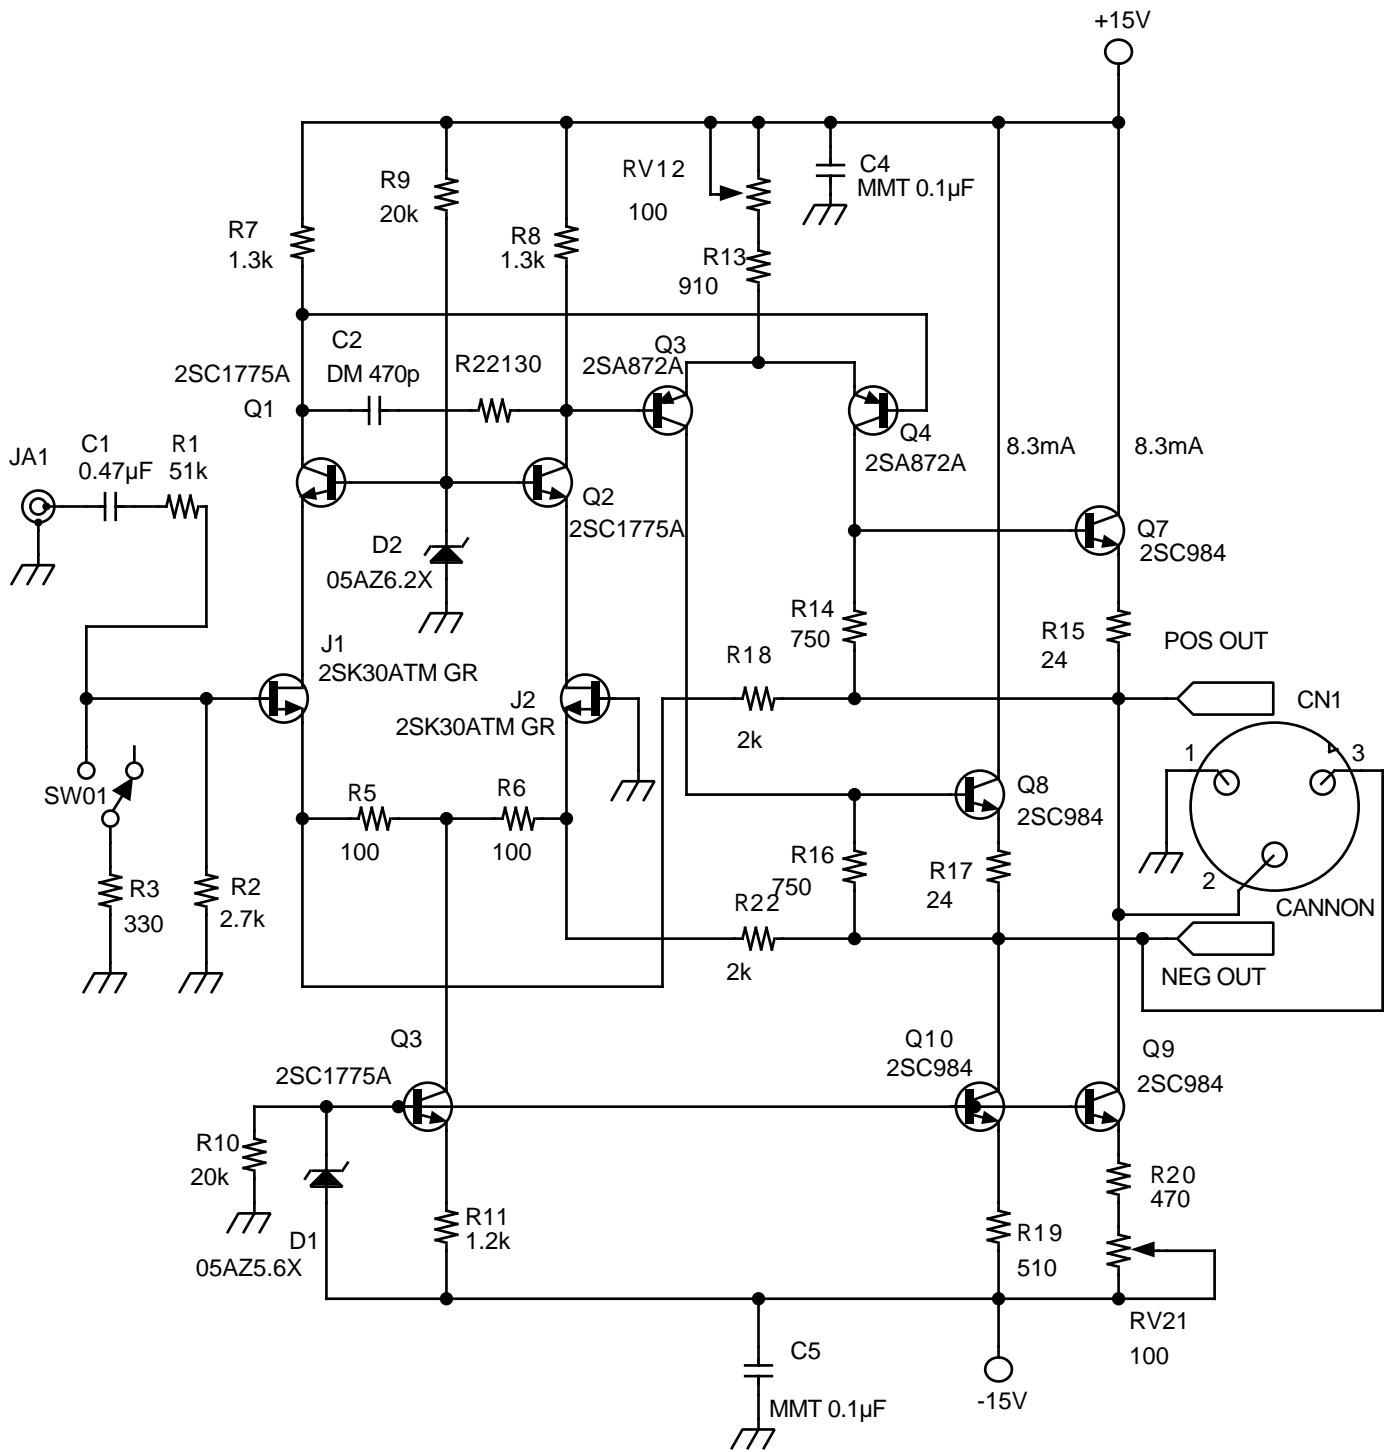 +15V
R9
20k
RV12
100
C4
MMT 0.1µF
R7
1.3k
R8
1.3k
R13
910
C2
DM 470p
R22130
Q3
2SA872A
2SC1775A
Q1
Q4
2SA872A
8.3mA
8.3mA
JA1
C1
0.47µF
R1
51k
Q2
2SC1775A
Q7
2SC984
D2
05AZ6.2X
R14
750
R15
24
POS OUT
J1
2SK30ATM GR
R18
2k
J2
2SK30ATM GR
CN1
1
3
2
CANNON
SW01
R5
100
R6
100
Q8
2SC984
R3
330
R2
2.7k
R16
750
R17
24
R22
2k
NEG OUT
Q3
2SC1775A
Q10
2SC984
Q9
2SC984
R10
20k
D1
05AZ5.6X
R11
1.2k
R19
510
R20
470
RV21
100
C5
MMT 0.1µF
-15V